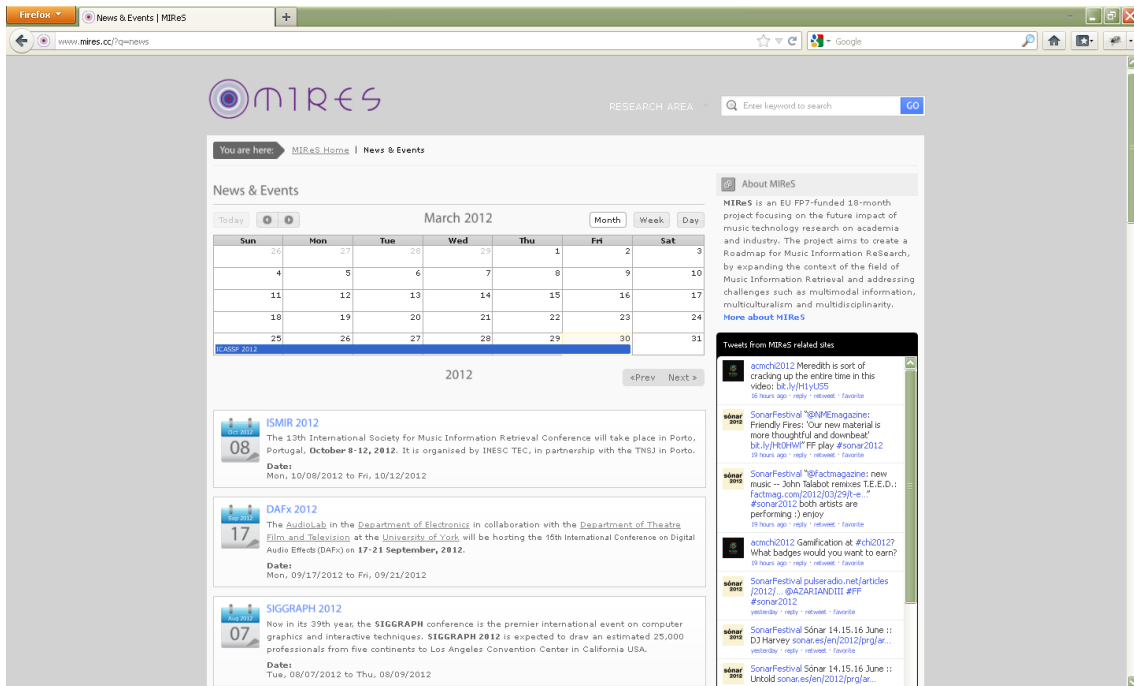 Firefox
News & Events | MIReS
www.mires.cc/?q=news
Google
MIRES
RESEARCH AREA
Enter keyword to search
GO
You are here:
MIReS Home | News & Events
News & Events
Today
March 2012
Month
Week
Day
Sun Mon Tue Wed Thu Fri Sat
26 27 28 29 1 2 3
4 5 6 7 8 9 10
11 12 13 14 15 16 17
18 19 20 21 22 23 24
25 26 27 28 29 30 31
ICASSP 2012
2012
«Prev Next »
Oct 2012
08
ISMIR 2012
The 13th International Society for Music Information Retrieval Conference will take place in Porto,
Portugal, October 8-12, 2012. It is organised by INESC TEC, in partnership with the TNSJ in Porto.
Date:
Mon, 10/08/2012 to Fri, 10/12/2012
Sep 2012
17
DAFx 2012
The AudioLab in the Department of Electronics in collaboration with the Department of Theatre
Film and Television at the University of York will be hosting the 15th International Conference on Digital
Audio Effects (DAFx) on 17-21 September, 2012.
Date:
Mon, 09/17/2012 to Fri, 09/21/2012
Aug 2012
07
SIGGRAPH 2012
Now in its 39th year, the SIGGRAPH conference is the premier international event on computer
graphics and interactive techniques. SIGGRAPH 2012 is expected to draw an estimated 25,000
professionals from five continents to Los Angeles Convention Center in California USA.
Date:
Tue, 08/07/2012 to Thu, 08/09/2012
About MIReS
MIReS is an EU FP7-funded 18-month
project focusing on the future impact of
music technology research on academia
and industry. The project aims to create a
Roadmap for Music Information ReSearch,
by expanding the context of the field of
Music Information Retrieval and addressing
challenges such as multimodal information,
multiculturalism and multidisciplinarity.
More about MIReS
Tweets from MIReS related sites
acmchi2012 Meredith is sort of
cracking up the entire time in this
video: bit.ly/H1yUS5
16 hours ago · reply · retweet · favorite
sónar
2012
SonarFestival "@NMEmagazine:
Friendly Fires: 'Our new material is
more thoughtful and downbeat'
bit.ly/Ht0HWf" FF play #sonar2012
19 hours ago · reply · retweet · favorite
sónar
2012
SonarFestival "@factmagazine: new
music -- John Talabot remixes T.E.E.D.:
factmag.com/2012/03/29/t-e…"
#sonar2012 both artists are
performing :) enjoy
19 hours ago · reply · retweet · favorite
acmchi2012 Gamification at #chi2012?
What badges would you want to earn?
19 hours ago · reply · retweet · favorite
sónar
2012
SonarFestival pulseradio.net/articles
/2012/… @AZARIANDIII #FF
#sonar2012
yesterday · reply · retweet · favorite
sónar
2012
SonarFestival Sónar 14.15.16 June ::
DJ Harvey sonar.es/en/2012/prg/ar…
yesterday · reply · retweet · favorite
sónar
2012
SonarFestival Sónar 14.15.16 June ::
Untold sonar.es/en/2012/prg/ar…